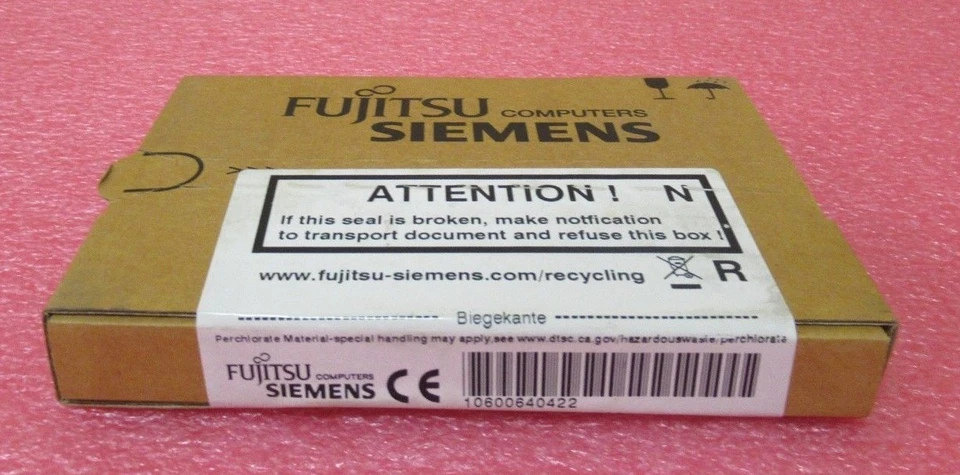 FUJITSU COMPUTERS
SIEMENS
ATTENTION ! N
If this seal is broken, make notfication
to transport document and refuse this box !
www.fujitsu-siemens.com/recycling R
Biegekante
Perchlorate Material-special handling may apply,see www.dtsc.ca.gov/hazardouswaste/perchlorate
FUJITSU COMPUTERS
SIEMENS CE
10600640422